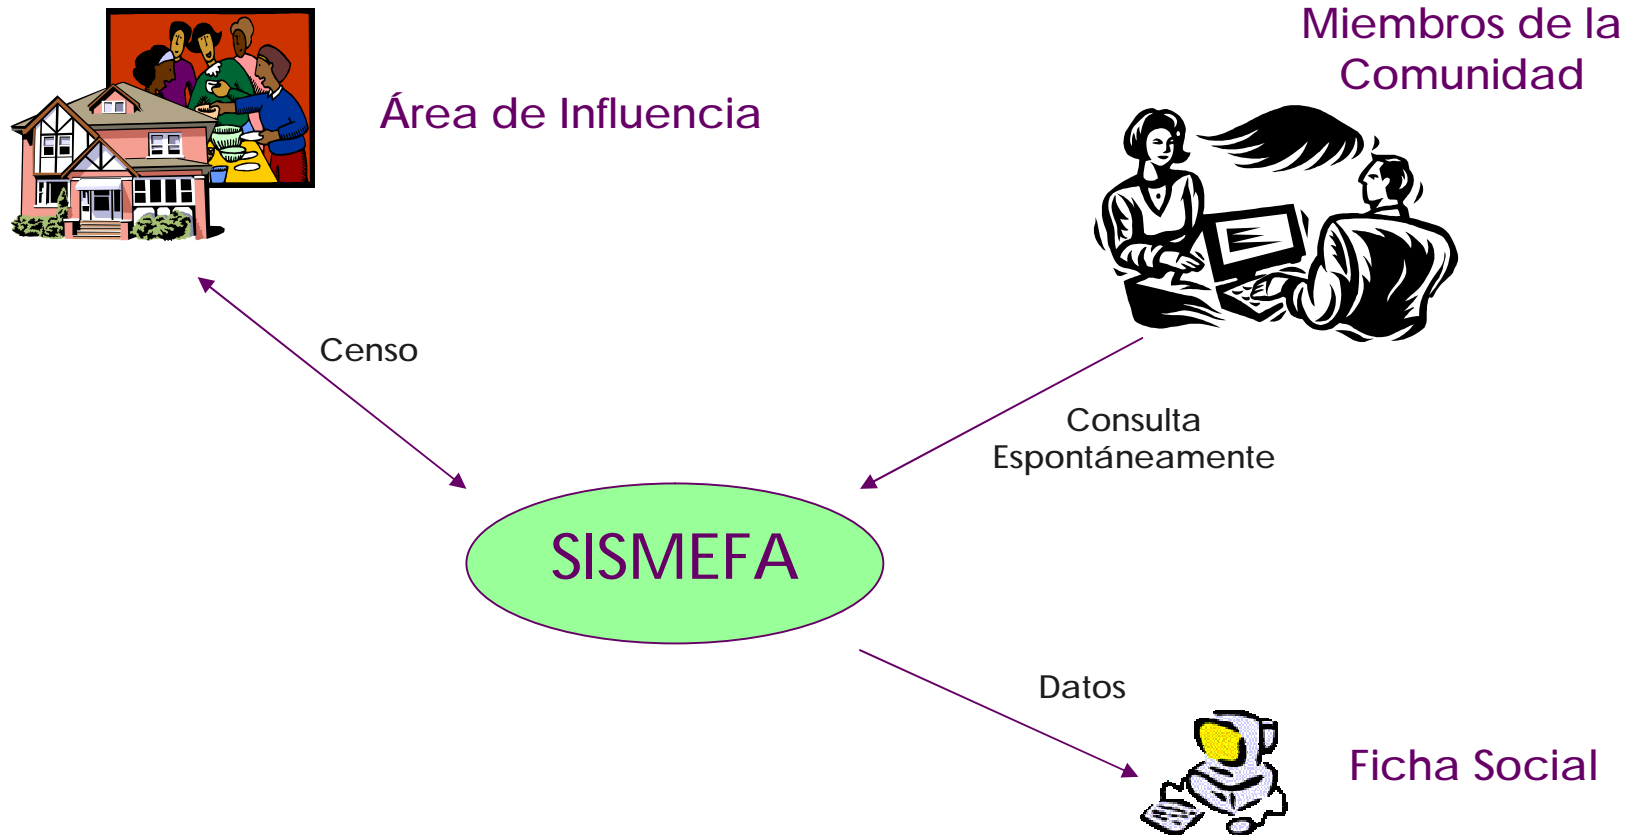 Miembros de la
Comunidad
Área de Influencia
Censo
Consulta
Espontáneamente
SISMEFA
Datos
Ficha Social